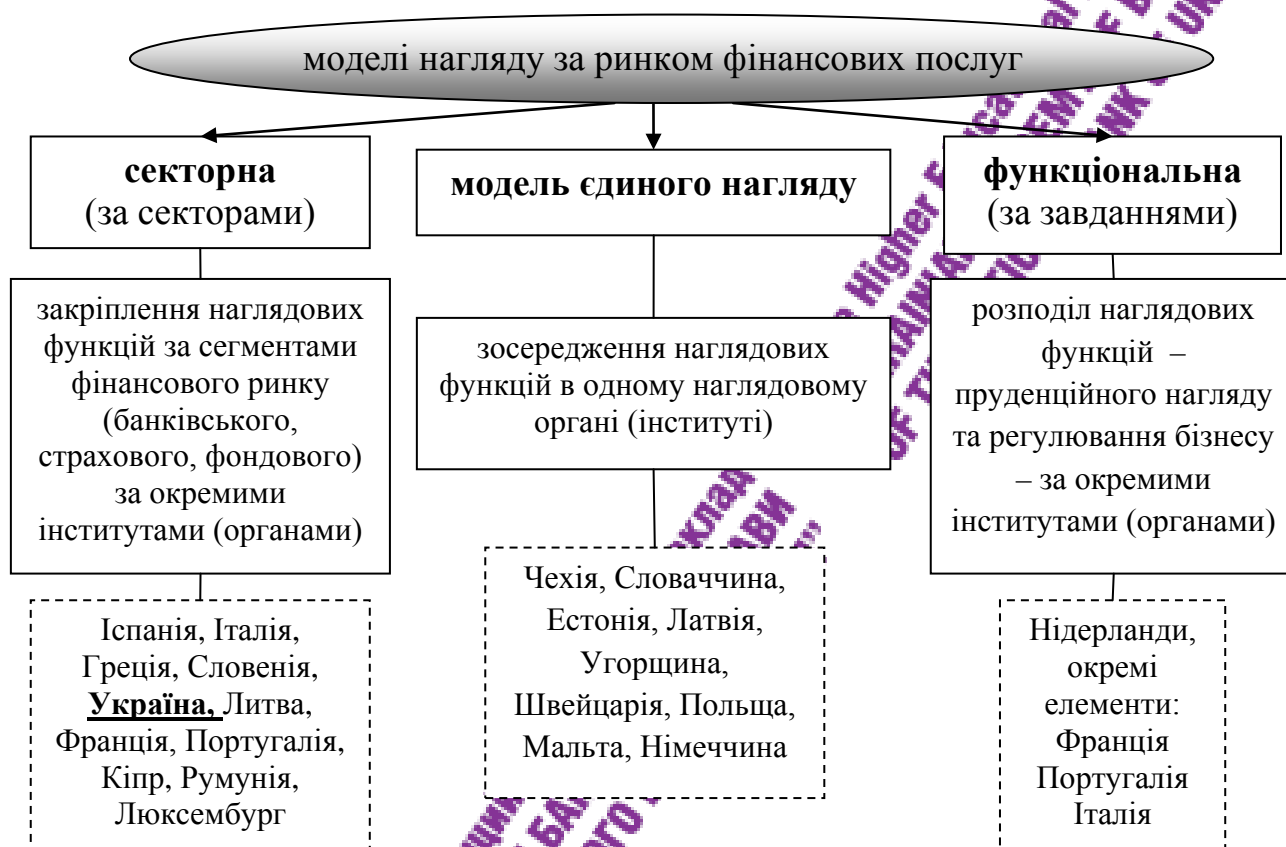 моделі нагляду за ринком фінансових послуг
секторна
(за секторами)
модель єдиного нагляду
функціональна
(за завданнями)
закріплення наглядових
функцій за сегментами
фінансового ринку
(банківського,
страхового, фондового)
за окремими
інститутами (органами)
зосередження наглядових
функцій в одному наглядовому
органі (інституті)
розподіл наглядових
функцій –
пруденційного нагляду
та регулювання бізнесу
– за окремими
інститутами (органами)
Іспанія, Італія,
Греція, Словенія,
Україна, Литва,
Франція, Португалія,
Кіпр, Румунія,
Люксембург
Чехія, Словаччина,
Естонія, Латвія,
Угорщина,
Швейцарія, Польща,
Мальта, Німеччина
Нідерланди,
окремі
елементи:
Франція
Португалія
Італія
Higher